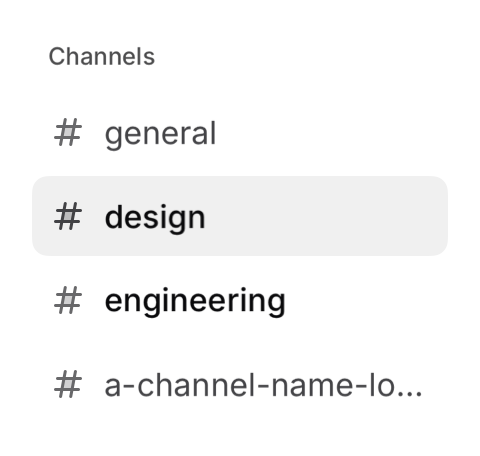 Channels
# general
# design
# engineering
# a-channel-name-lo...